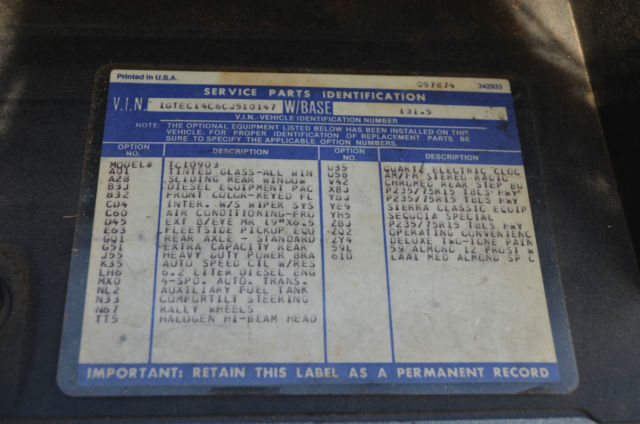 Printed in U.S.A. 097874 342933
SERVICE PARTS IDENTIFICATION
V.I.N. 1GTEC14C6CJ510147 W/BASE 131.5
V.I.N.-VEHICLE IDENTIFICATION NUMBER
NOTE: THE OPTIONAL EQUIPMENT LISTED BELOW HAS BEEN INSTALLED ON THIS
VEHICLE. FOR PROPER IDENTIFICATION OF REPLACEMENT PARTS BE
SURE TO SPECIFY THE APPLICABLE OPTION NUMBERS.
OPTION NO. DESCRIPTION OPTION NO. DESCRIPTION
MODEL# TC10903 U35 QUARTZ ELECTRIC CLOC
A01 TINTED GLASS-ALL WIN U58 AM/FM STEREO RADIO
A28 SLIDING REAR WINDOW V42 CHROMED REAR STEP BU
B3J DIESEL EQUIPMENT PAC X8J P235/75R15 TBLS HWY
B32 FRONT COLOR-KEYED FL Y8J P235/75R15 TBLS HWY
CD4 INTER. W/S WIPER SYS YE9 SIERRA CLASSIC EQUIP
C60 AIR CONDITIONING-FRO YH5 SEQUOIA SPECIAL
D45 EXT B/EYE MR (9"X6.5 Z8J P235/75R15 TBLS HWY
E63 FLEETSIDE PICKUP EQU ZQ2 OPERATING CONVENIENC
GQ1 REAR AXLE - STANDARD ZY4 DELUXE TWO-TONE PAIN
G51 EXTRA CAPACITY REAR 59L 59 ALMOND 12 FROST W
J55 HEAVY DUTY POWER BRA 61D LAAI MED ALMOND SP C
K35 AUTO SPEED CTL W/RES
LH6 6.2 LITER DIESEL ENG
MX0 4-SPD. AUTO. TRANS.
NL2 AUXILIARY FUEL TANK
N33 COMFORTILT STEERING
N67 RALLY WHEELS
TT5 HALOGEN HI-BEAM HEAD
IMPORTANT: RETAIN THIS LABEL AS A PERMANENT RECORD